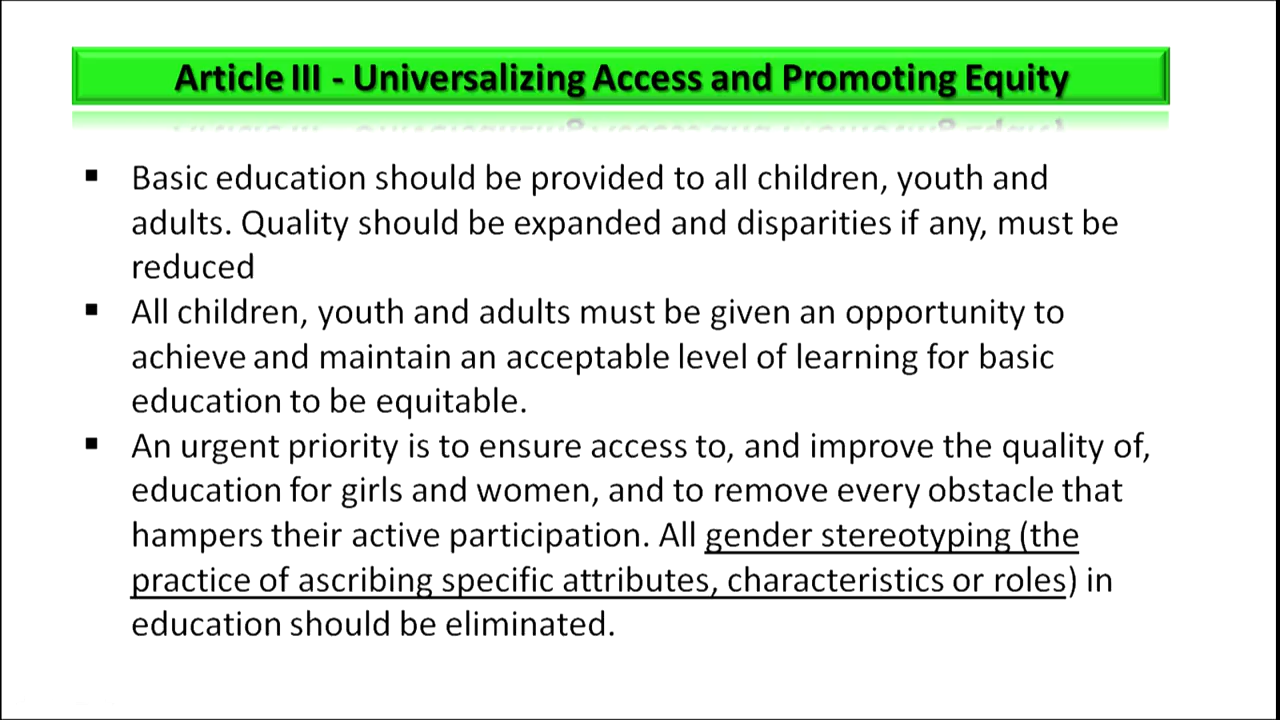 Article III - Universalizing Access and Promoting Equity
▪ Basic education should be provided to all children, youth and
adults. Quality should be expanded and disparities if any, must be
reduced
▪ All children, youth and adults must be given an opportunity to
achieve and maintain an acceptable level of learning for basic
education to be equitable.
▪ An urgent priority is to ensure access to, and improve the quality of,
education for girls and women, and to remove every obstacle that
hampers their active participation. All gender stereotyping (the
practice of ascribing specific attributes, characteristics or roles) in
education should be eliminated.